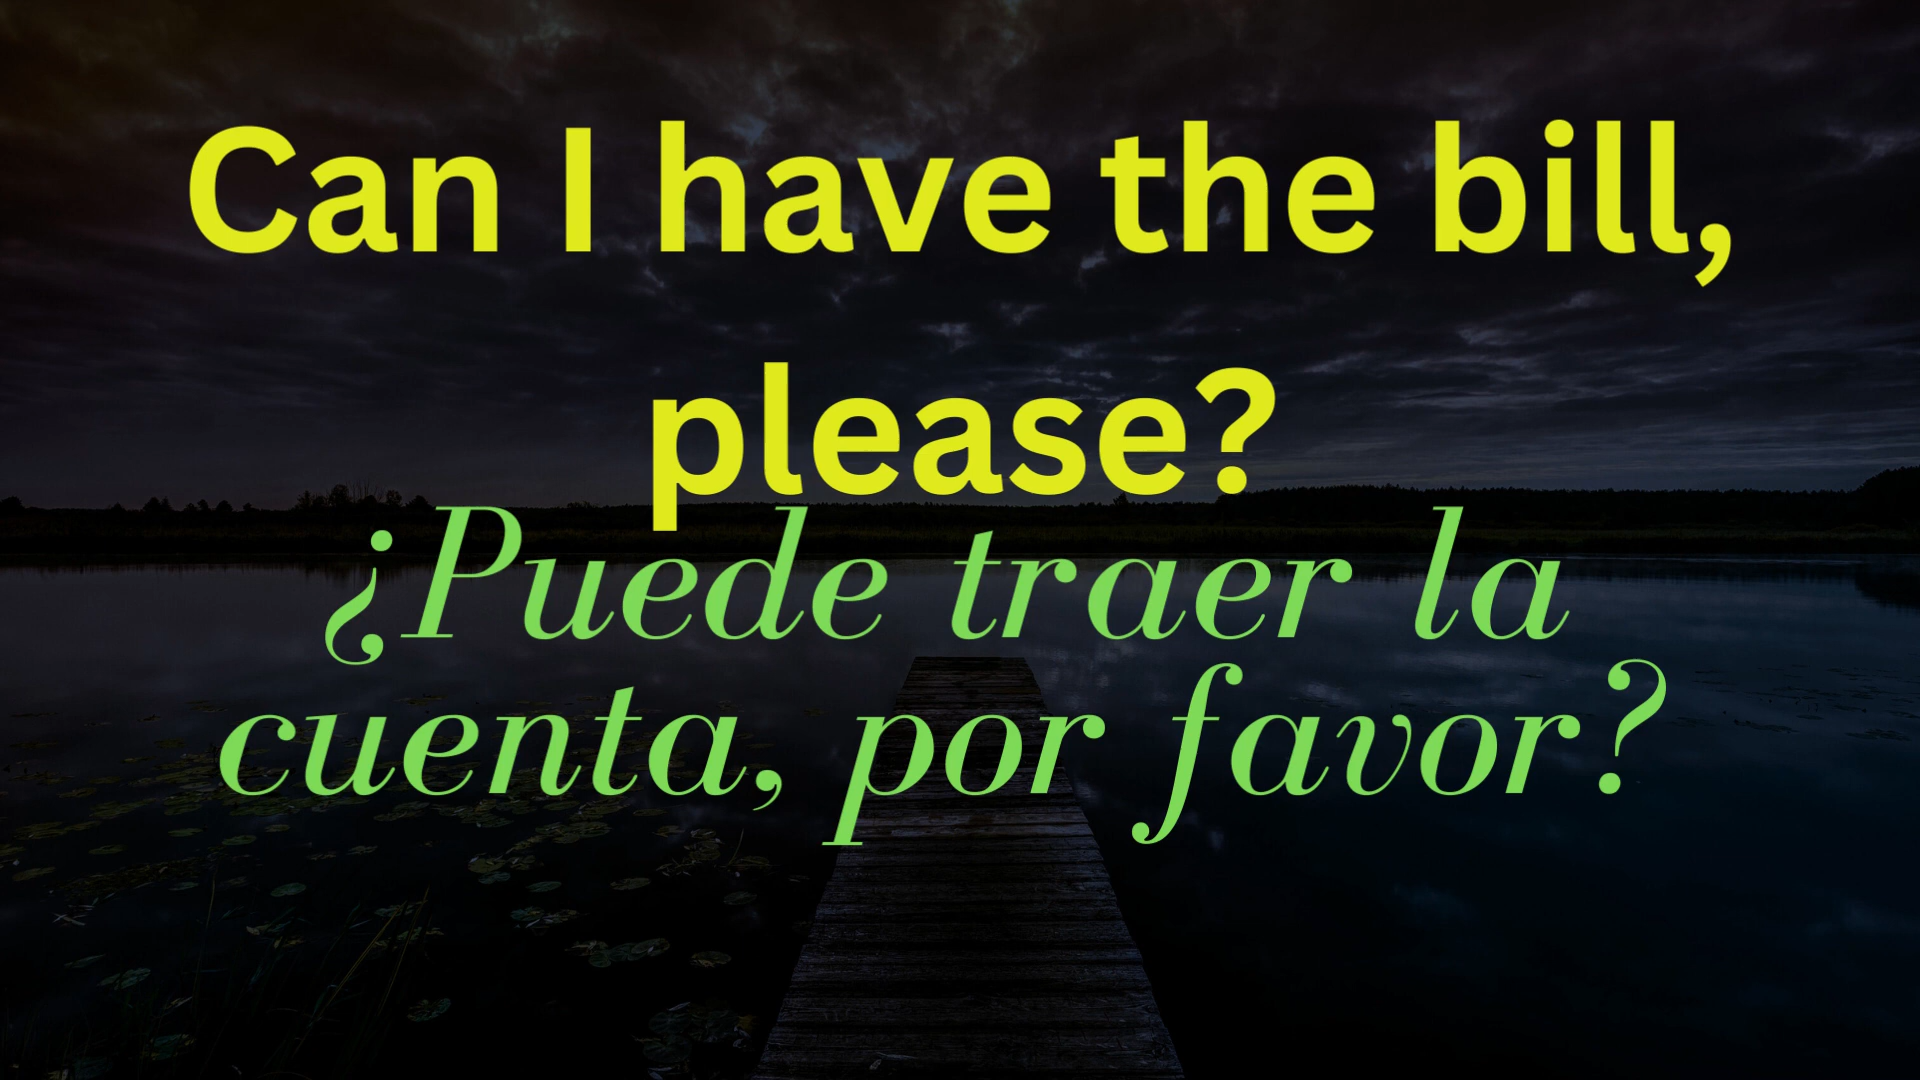 Can I have the bill,
please?
¿Puede traer la
cuenta, por favor?